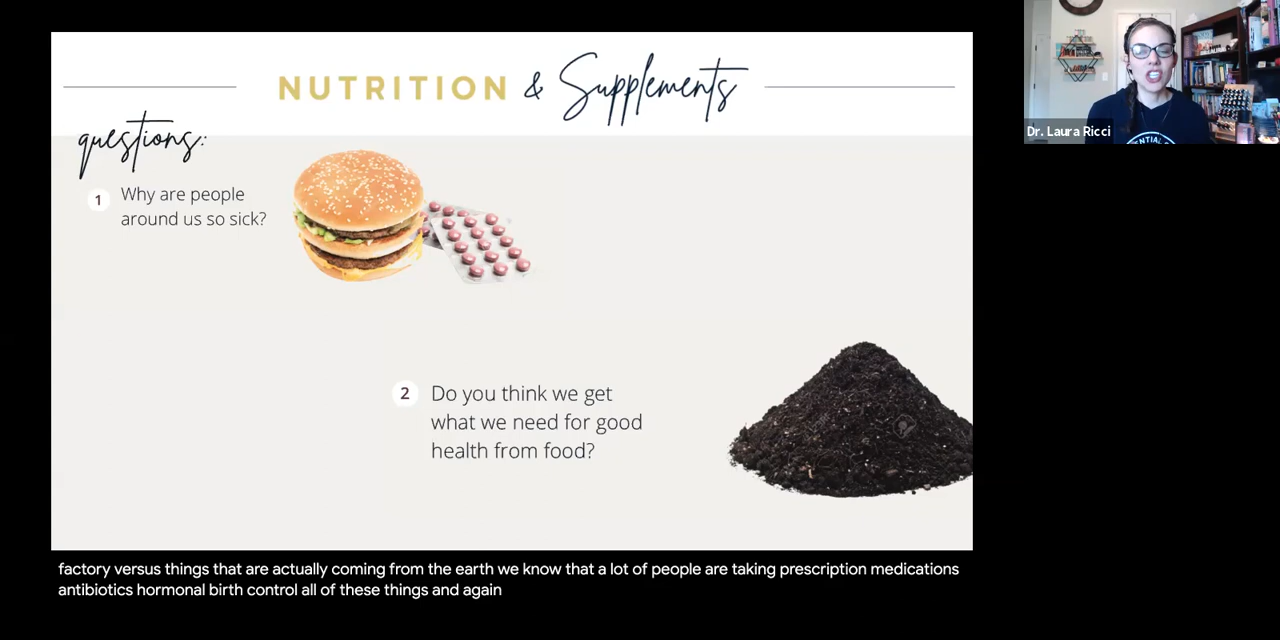 NUTRITION & Supplements
questions:
1 Why are people
around us so sick?
2 Do you think we get
what we need for good
health from food?
Dr. Laura Ricci
factory versus things that are actually coming from the earth we know that a lot of people are taking prescription medications
antibiotics hormonal birth control all of these things and again